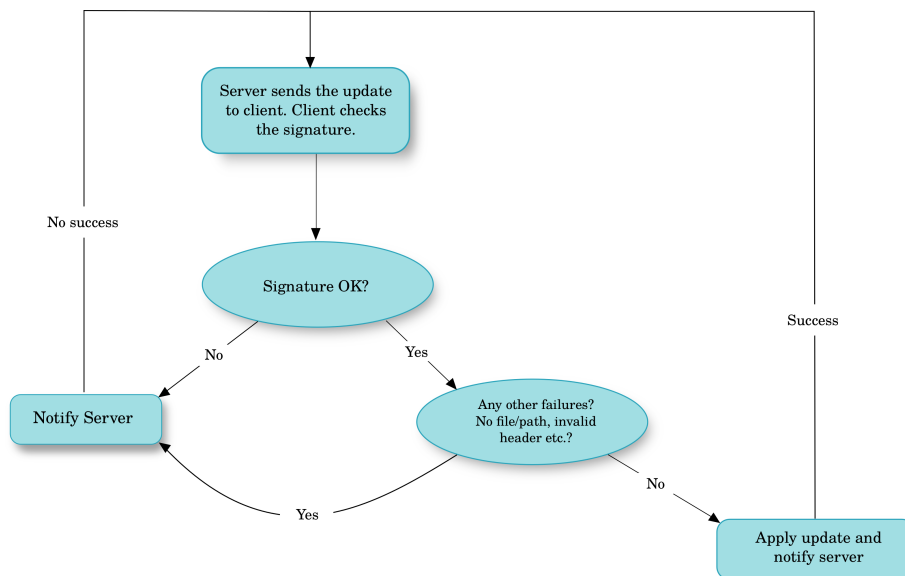 Server sends the update
to client. Client checks
the signature.
No success
Signature OK?
Success
No
Yes
Notify Server
Any other failures?
No file/path, invalid
header etc.?
No
Yes
Apply update and
notify server